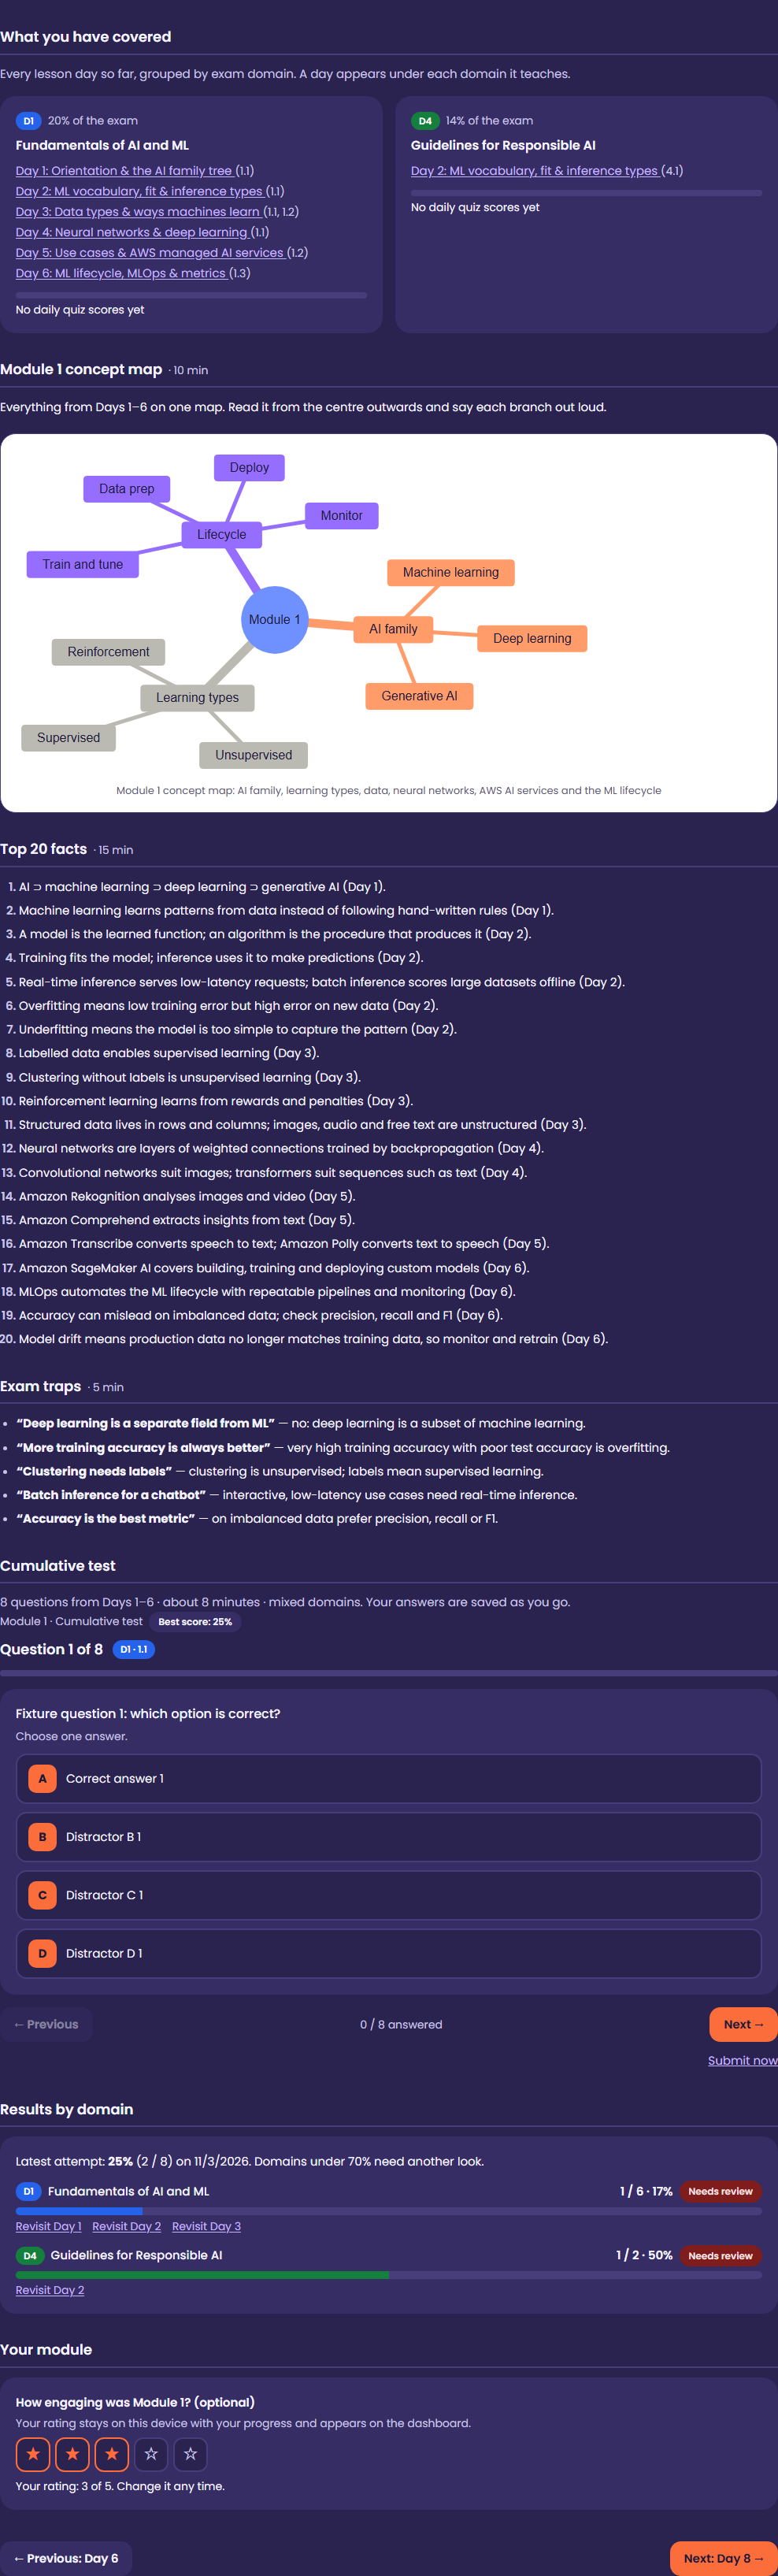 What you have covered
Every lesson day so far, grouped by exam domain. A day appears under each domain it teaches.
D1 20% of the exam
Fundamentals of AI and ML
Day 1: Orientation & the AI family tree (1.1)
Day 2: ML vocabulary, fit & inference types (1.1)
Day 3: Data types & ways machines learn (1.1, 1.2)
Day 4: Neural networks & deep learning (1.1)
Day 5: Use cases & AWS managed AI services (1.2)
Day 6: ML lifecycle, MLOps & metrics (1.3)
No daily quiz scores yet
D4 14% of the exam
Guidelines for Responsible AI
Day 2: ML vocabulary, fit & inference types (4.1)
No daily quiz scores yet
Module 1 concept map · 10 min
Everything from Days 1–6 on one map. Read it from the centre outwards and say each branch out loud.
Deploy
Data prep
Monitor
Lifecycle
Train and tune
Machine learning
Module 1
AI family
Deep learning
Reinforcement
Generative AI
Learning types
Supervised
Unsupervised
Module 1 concept map: AI family, learning types, data, neural networks, AWS AI services and the ML lifecycle
Top 20 facts · 15 min
1. AI ⊃ machine learning ⊃ deep learning ⊃ generative AI (Day 1).
2. Machine learning learns patterns from data instead of following hand-written rules (Day 1).
3. A model is the learned function; an algorithm is the procedure that produces it (Day 2).
4. Training fits the model; inference uses it to make predictions (Day 2).
5. Real-time inference serves low-latency requests; batch inference scores large datasets offline (Day 2).
6. Overfitting means low training error but high error on new data (Day 2).
7. Underfitting means the model is too simple to capture the pattern (Day 2).
8. Labelled data enables supervised learning (Day 3).
9. Clustering without labels is unsupervised learning (Day 3).
10. Reinforcement learning learns from rewards and penalties (Day 3).
11. Structured data lives in rows and columns; images, audio and free text are unstructured (Day 3).
12. Neural networks are layers of weighted connections trained by backpropagation (Day 4).
13. Convolutional networks suit images; transformers suit sequences such as text (Day 4).
14. Amazon Rekognition analyses images and video (Day 5).
15. Amazon Comprehend extracts insights from text (Day 5).
16. Amazon Transcribe converts speech to text; Amazon Polly converts text to speech (Day 5).
17. Amazon SageMaker AI covers building, training and deploying custom models (Day 6).
18. MLOps automates the ML lifecycle with repeatable pipelines and monitoring (Day 6).
19. Accuracy can mislead on imbalanced data; check precision, recall and F1 (Day 6).
20. Model drift means production data no longer matches training data, so monitor and retrain (Day 6).
Exam traps · 5 min
• “Deep learning is a separate field from ML” — no: deep learning is a subset of machine learning.
• “More training accuracy is always better” — very high training accuracy with poor test accuracy is overfitting.
• “Clustering needs labels” — clustering is unsupervised; labels mean supervised learning.
• “Batch inference for a chatbot” — interactive, low-latency use cases need real-time inference.
• “Accuracy is the best metric” — on imbalanced data prefer precision, recall or F1.
Cumulative test
8 questions from Days 1–6 · about 8 minutes · mixed domains. Your answers are saved as you go.
Module 1 · Cumulative test Best score: 25%
Question 1 of 8 D1 · 1.1
Fixture question 1: which option is correct?
Choose one answer.
A Correct answer 1
B Distractor B 1
C Distractor C 1
D Distractor D 1
← Previous 0 / 8 answered Next →
Submit now
Results by domain
Latest attempt: 25% (2 / 8) on 11/3/2026. Domains under 70% need another look.
D1 Fundamentals of AI and ML 1 / 6 · 17% Needs review
Revisit Day 1 Revisit Day 2 Revisit Day 3
D4 Guidelines for Responsible AI 1 / 2 · 50% Needs review
Revisit Day 2
Your module
How engaging was Module 1? (optional)
Your rating stays on this device with your progress and appears on the dashboard.
★ ★ ★ ☆ ☆
Your rating: 3 of 5. Change it any time.
← Previous: Day 6 Next: Day 8 →